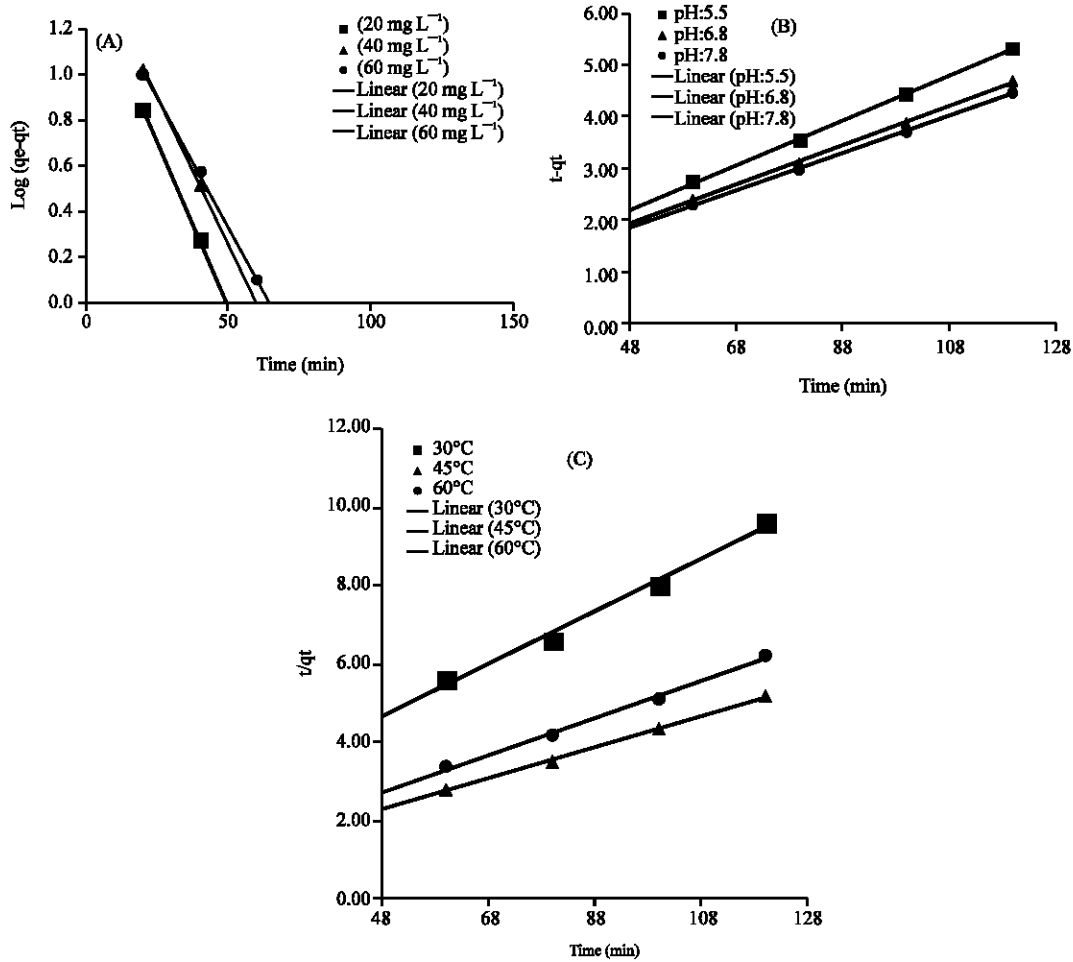 (A)
(20 mg L⁻¹)
(40 mg L⁻¹)
(60 mg L⁻¹)
Linear (20 mg L⁻¹)
Linear (40 mg L⁻¹)
Linear (60 mg L⁻¹)
Log (qe-qt)
1.2
1.0
0.8
0.6
0.4
0.2
0.0
0 50 100 150
Time (min)
(B)
pH:5.5
pH:6.8
pH:7.8
Linear (pH:5.5)
Linear (pH:6.8)
Linear (pH:7.8)
t-qt
6.00
5.00
4.00
3.00
2.00
1.00
0.00
48 68 88 108 128
Time (min)
(C)
30°C
45°C
60°C
Linear (30°C)
Linear (45°C)
Linear (60°C)
t/qt
12.00
10.00
8.00
6.00
4.00
2.00
0.00
48 68 88 108 128
Time (min)